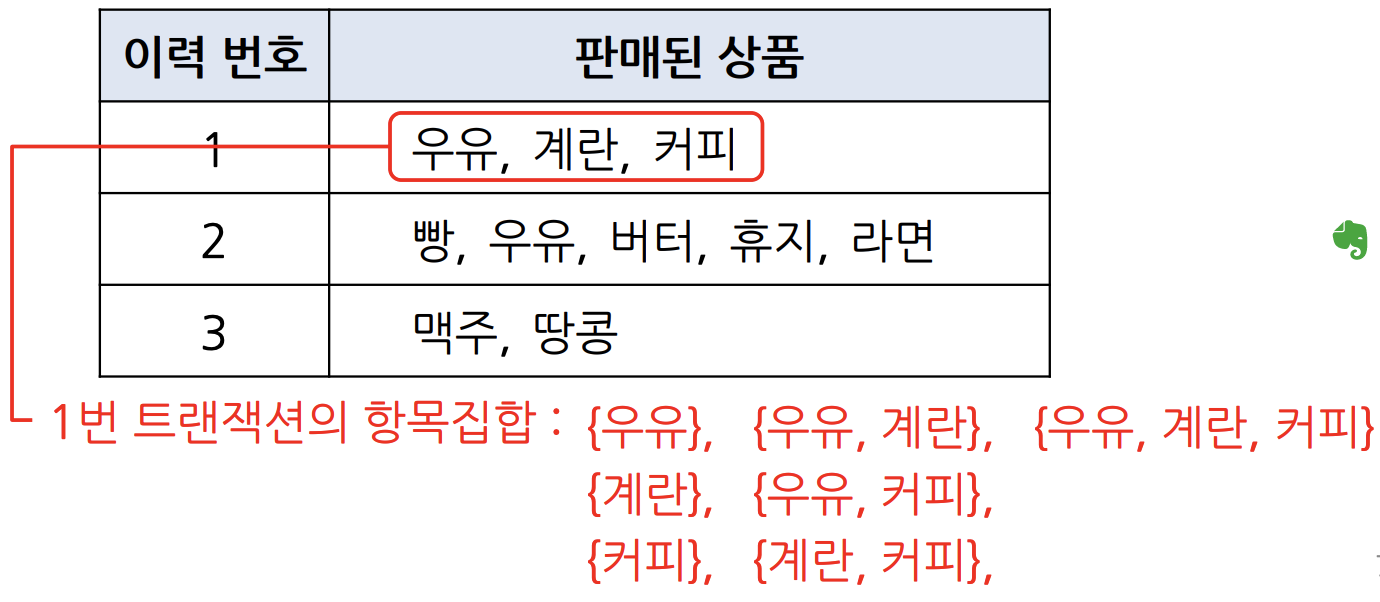 이력 번호 판매된 상품
1 우유, 계란, 커피
2 빵, 우유, 버터, 휴지, 라면
3 맥주, 땅콩
1번 트랜잭션의 항목집합 : {우유}, {우유, 계란}, {우유, 계란, 커피}
{계란}, {우유, 커피},
{커피}, {계란, 커피},